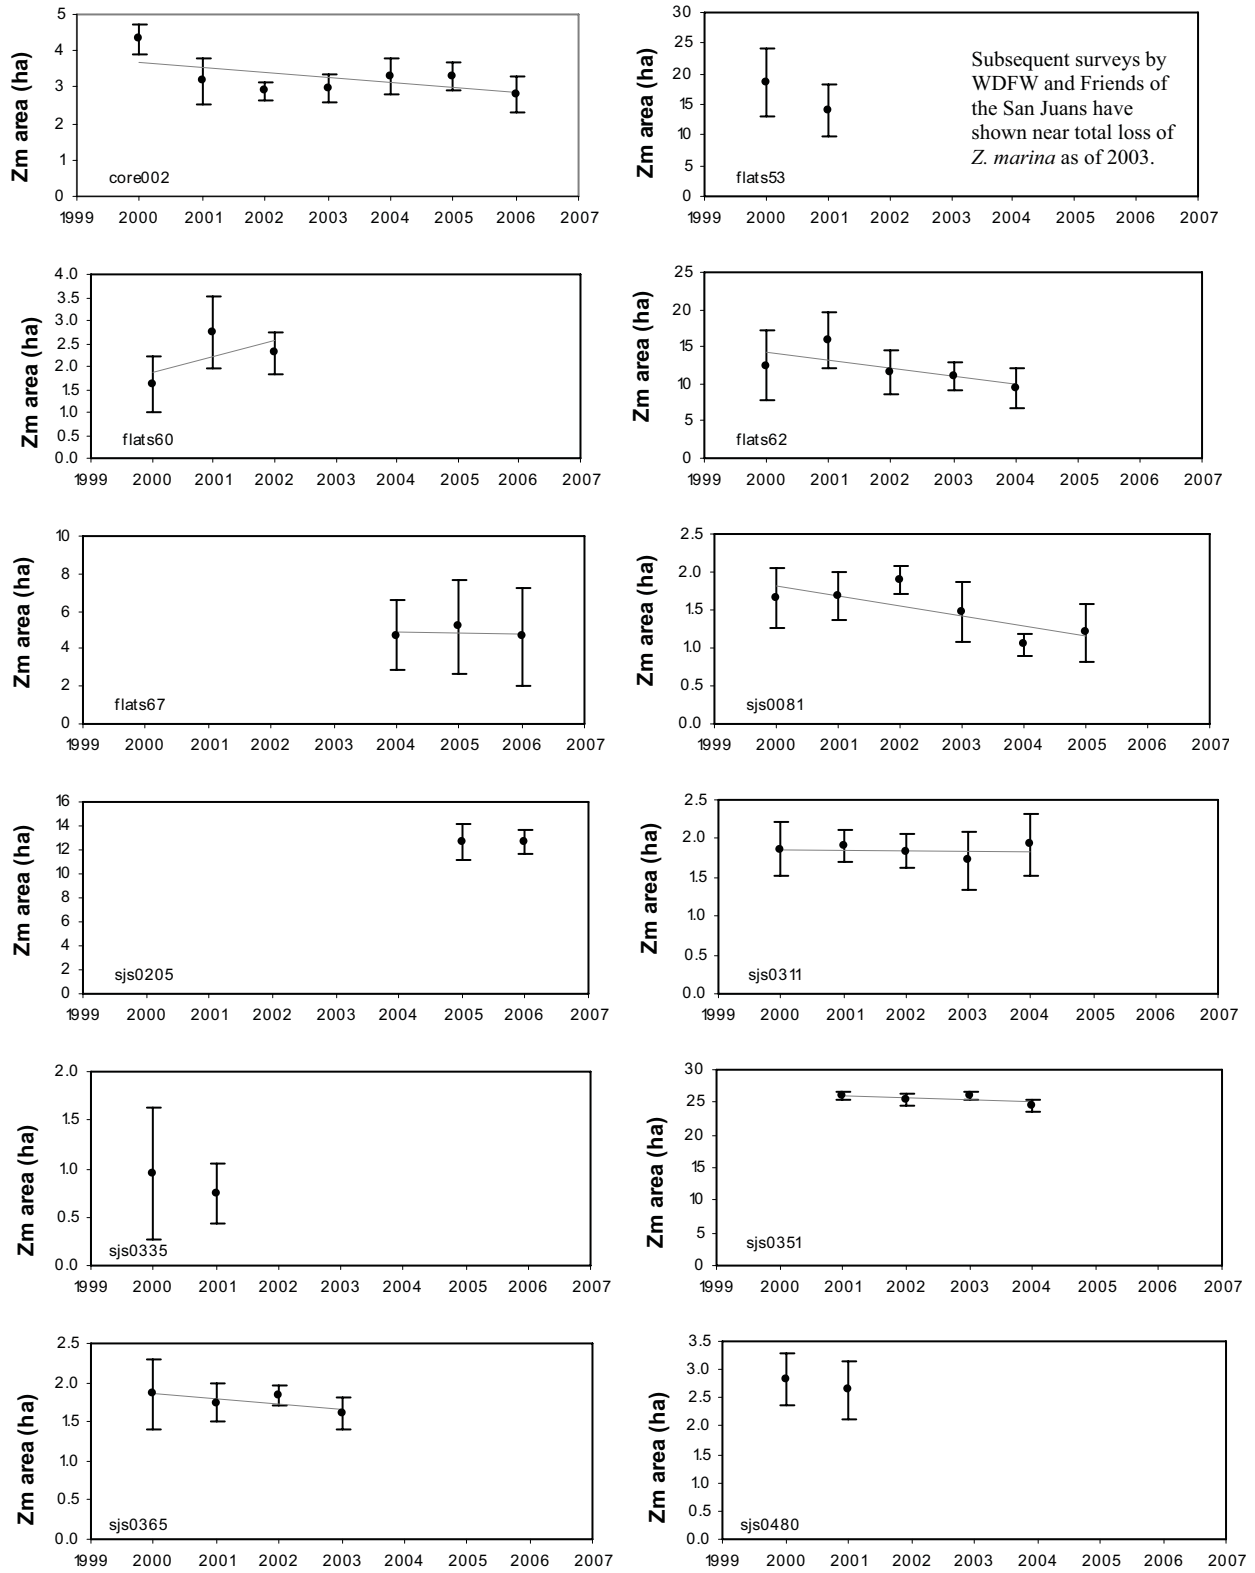 5
4
3
2
1
0
Zm area (ha)
core002
1999 2000 2001 2002 2003 2004 2005 2006 2007
30
25
20
15
10
5
0
Zm area (ha)
Subsequent surveys by
WDFW and Friends of
the San Juans have
shown near total loss of
Z. marina as of 2003.
flats53
1999 2000 2001 2002 2003 2004 2005 2006 2007
4.0
3.5
3.0
2.5
2.0
1.5
1.0
0.5
0.0
Zm area (ha)
flats60
1999 2000 2001 2002 2003 2004 2005 2006 2007
25
20
15
10
5
0
Zm area (ha)
flats62
1999 2000 2001 2002 2003 2004 2005 2006 2007
10
8
6
4
2
0
Zm area (ha)
flats67
1999 2000 2001 2002 2003 2004 2005 2006 2007
2.5
2.0
1.5
1.0
0.5
0.0
Zm area (ha)
sjs0081
1999 2000 2001 2002 2003 2004 2005 2006 2007
16
14
12
10
8
6
4
2
0
Zm area (ha)
sjs0205
1999 2000 2001 2002 2003 2004 2005 2006 2007
2.5
2.0
1.5
1.0
0.5
0.0
Zm area (ha)
sjs0311
1999 2000 2001 2002 2003 2004 2005 2006 2007
2.0
1.5
1.0
0.5
0.0
Zm area (ha)
sjs0335
1999 2000 2001 2002 2003 2004 2005 2006 2007
30
25
20
15
10
5
0
Zm area (ha)
sjs0351
1999 2000 2001 2002 2003 2004 2005 2006 2007
2.5
2.0
1.5
1.0
0.5
0.0
Zm area (ha)
sjs0365
1999 2000 2001 2002 2003 2004 2005 2006 2007
3.5
3.0
2.5
2.0
1.5
1.0
0.5
0.0
Zm area (ha)
sjs0480
1999 2000 2001 2002 2003 2004 2005 2006 2007